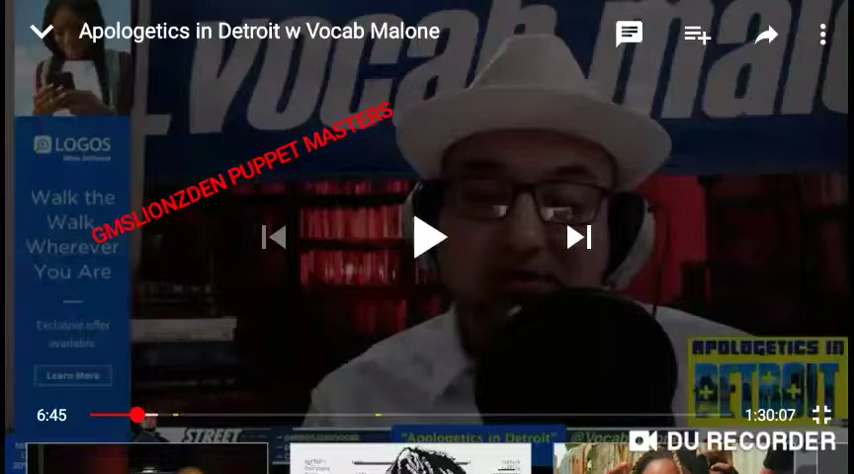 Apologetics in Detroit w Vocab Malone
vocab malo
GMSLIONZDEN PUPPET MASTERS
LOGOS
Walk the
Walk
Wherever
You Are
Exclusive offer
available
Learn More
APOLOGETICS IN
DETROIT
6:45
1:30:07
STREET
"Apologetics in Detroit"
@Vocab
DU RECORDER